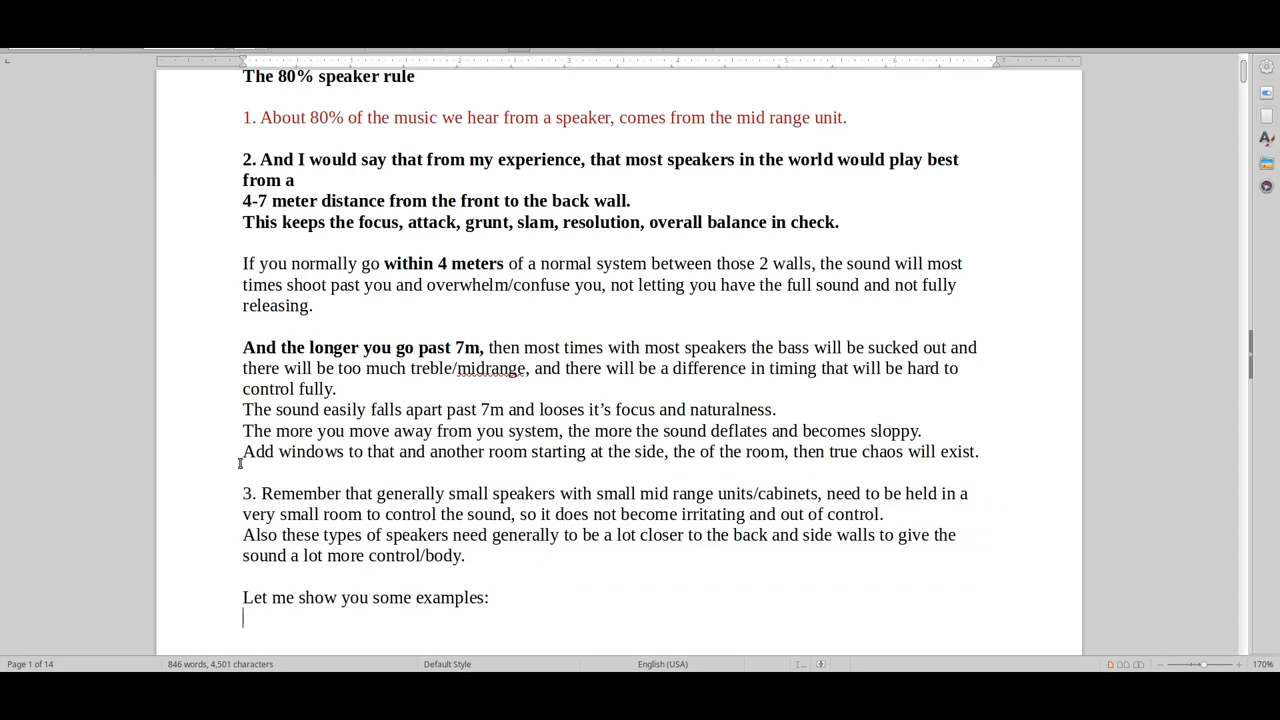 The 80% speaker rule
1. About 80% of the music we hear from a speaker, comes from the mid range unit.
2. And I would say that from my experience, that most speakers in the world would play best
from a
4-7 meter distance from the front to the back wall.
This keeps the focus, attack, grunt, slam, resolution, overall balance in check.
If you normally go within 4 meters of a normal system between those 2 walls, the sound will most
times shoot past you and overwhelm/confuse you, not letting you have the full sound and not fully
releasing.
And the longer you go past 7m, then most times with most speakers the bass will be sucked out and
there will be too much treble/midrange, and there will be a difference in timing that will be hard to
control fully.
The sound easily falls apart past 7m and looses it’s focus and naturalness.
The more you move away from you system, the more the sound deflates and becomes sloppy.
Add windows to that and another room starting at the side, the of the room, then true chaos will exist.
3. Remember that generally small speakers with small mid range units/cabinets, need to be held in a
very small room to control the sound, so it does not become irritating and out of control.
Also these types of speakers need generally to be a lot closer to the back and side walls to give the
sound a lot more control/body.
Let me show you some examples:
Page 1 of 14
846 words, 4,501 characters
Default Style
English (USA)
170%